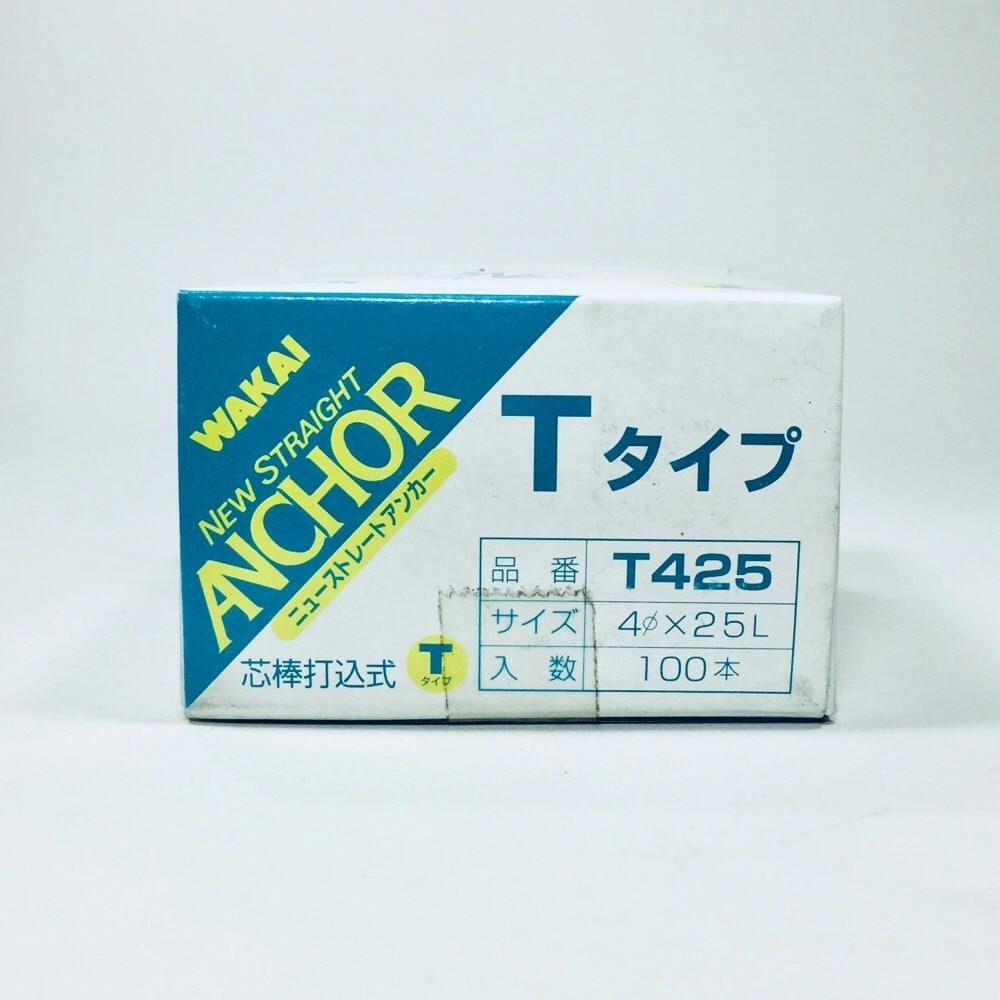 WAKAI
NEW STRAIGHT
ANCHOR
ニューストレートアンカー
芯棒打込式
T
タイプ
Tタイプ
品番 T425
サイズ 4φ×25L
入数 100本